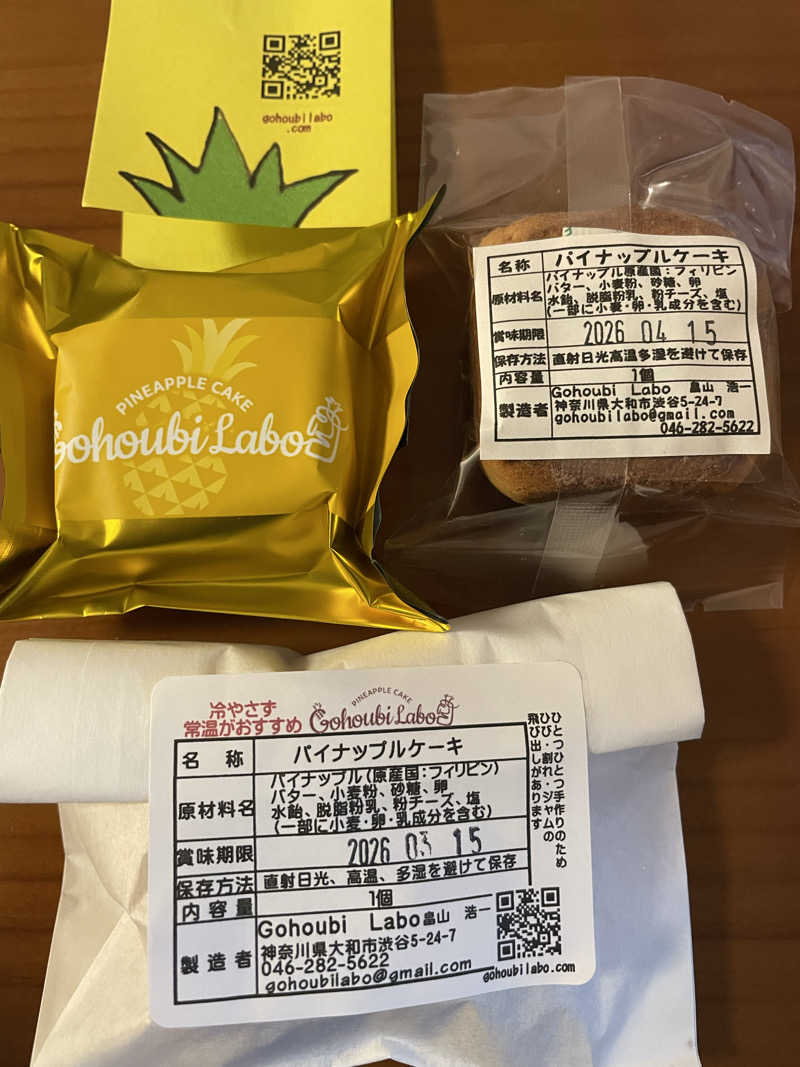 gohoubilabo
.com
PINEAPPLE CAKE
Gohoubi Labo
名称 パイナップルケーキ
原材料名 パイナップル原産国:フィリピン
バター、小麦粉、砂糖、卵
水飴、脱脂粉乳、粉チーズ、塩
(一部に小麦・卵・乳成分を含む)
賞味期限 2026 04 15
保存方法 直射日光高温多湿を避けて保存
内容量 1個
製造者 Gohoubi Labo 畠山 浩一
神奈川県大和市渋谷5-24-7
gohoubilabo@gmail.com
046-282-5622
冷やさず
常温がおすすめ
PINEAPPLE CAKE
Gohoubi Labo
名称 パイナップルケーキ
原材料名 パイナップル(原産国:フィリピン)
バター、小麦粉、砂糖、卵
水飴、脱脂粉乳、粉チーズ、塩
(一部に小麦・卵・乳成分を含む)
賞味期限 2026 03 15
保存方法 直射日光、高温、多湿を避けて保存
内容量 1個
製造者 Gohoubi Labo 畠山 浩一
神奈川県大和市渋谷5-24-7
046-282-5622
gohoubilabo@gmail.com
ひとつひとつ手作りのため
ひび・割れ・ジャムの
飛び出しがあります
gohoubilabo.com